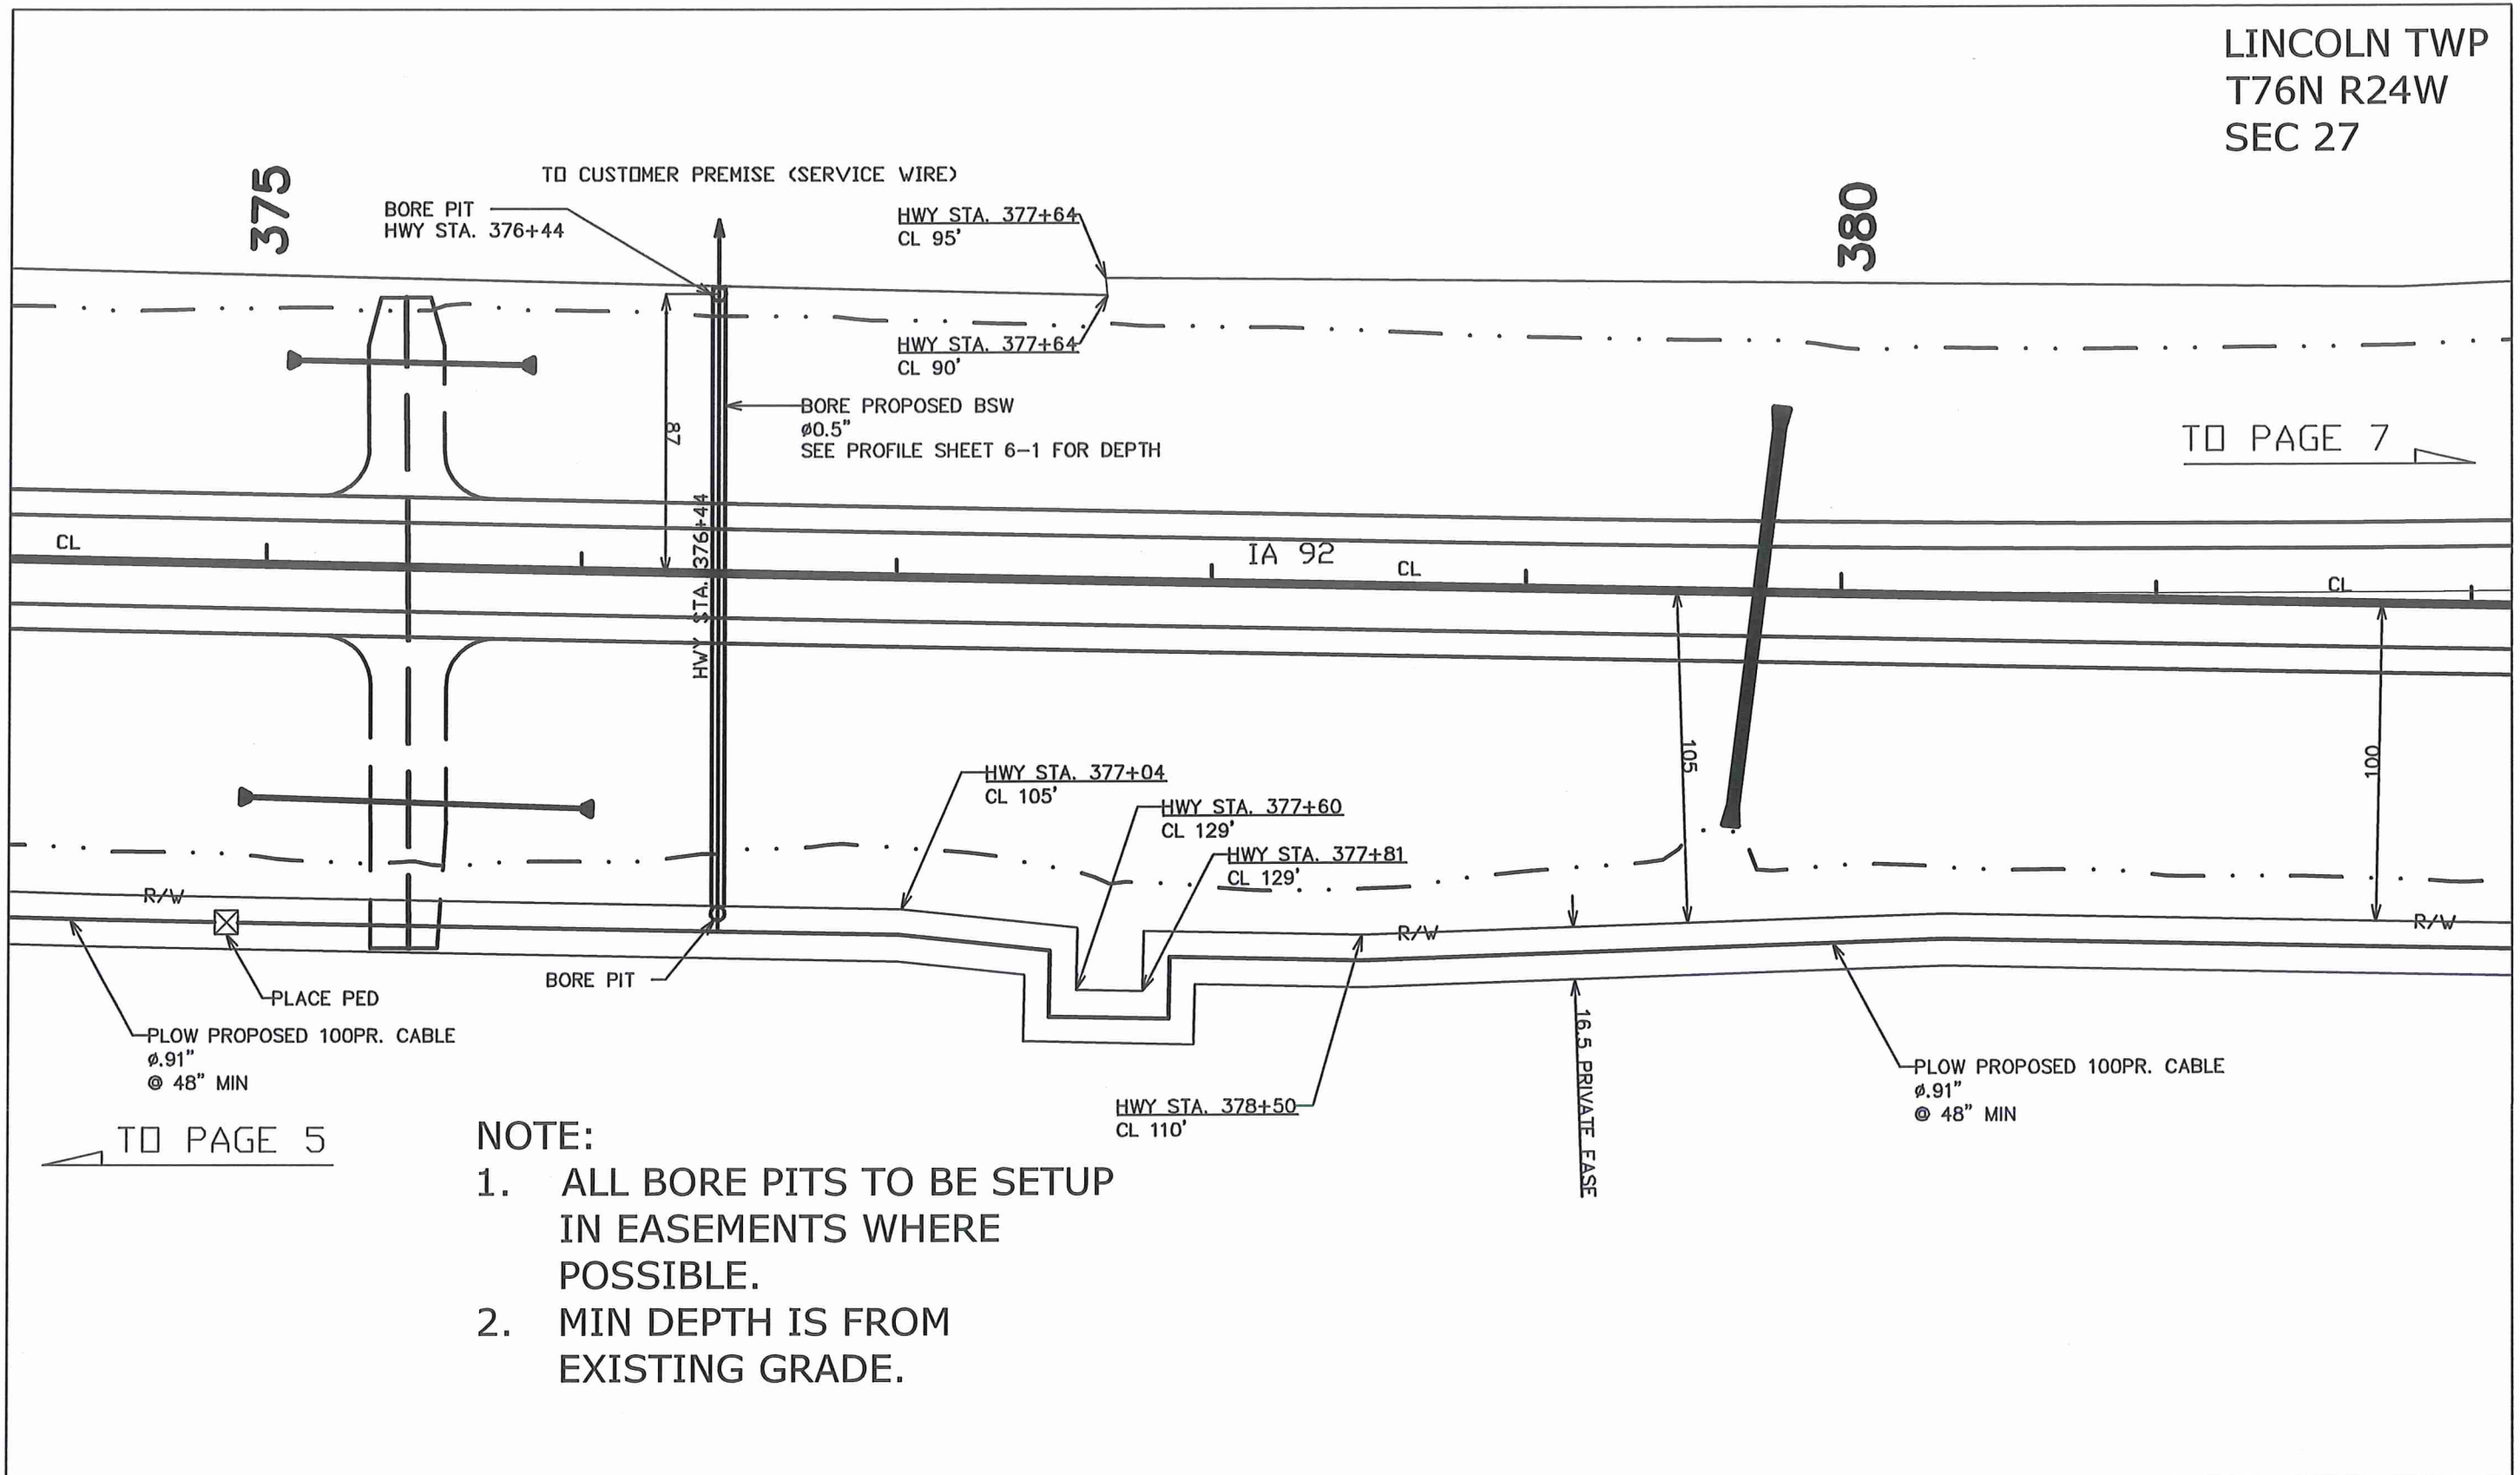 LINCOLN TWP
T76N R24W
SEC 27
375
TO CUSTOMER PREMISE (SERVICE WIRE)
BORE PIT
HWY STA. 376+44
HWY STA. 377+64
CL 95'
380
HWY STA. 377+64
CL 90'
BORE PROPOSED BSW
ø0.5"
SEE PROFILE SHEET 6-1 FOR DEPTH
87
TO PAGE 7
HWY STA. 376+44
CL
IA 92
CL
CL
105
100
HWY STA. 377+04
CL 105'
HWY STA. 377+60
CL 129'
HWY STA. 377+81
CL 129'
R/W
R/W
R/W
BORE PIT
PLACE PED
PLOW PROPOSED 100PR. CABLE
ø.91"
@ 48" MIN
16.5 PRIVATE EASE
PLOW PROPOSED 100PR. CABLE
ø.91"
@ 48" MIN
HWY STA. 378+50
CL 110'
TO PAGE 5
NOTE:
1. ALL BORE PITS TO BE SETUP
IN EASEMENTS WHERE
POSSIBLE.
2. MIN DEPTH IS FROM
EXISTING GRADE.